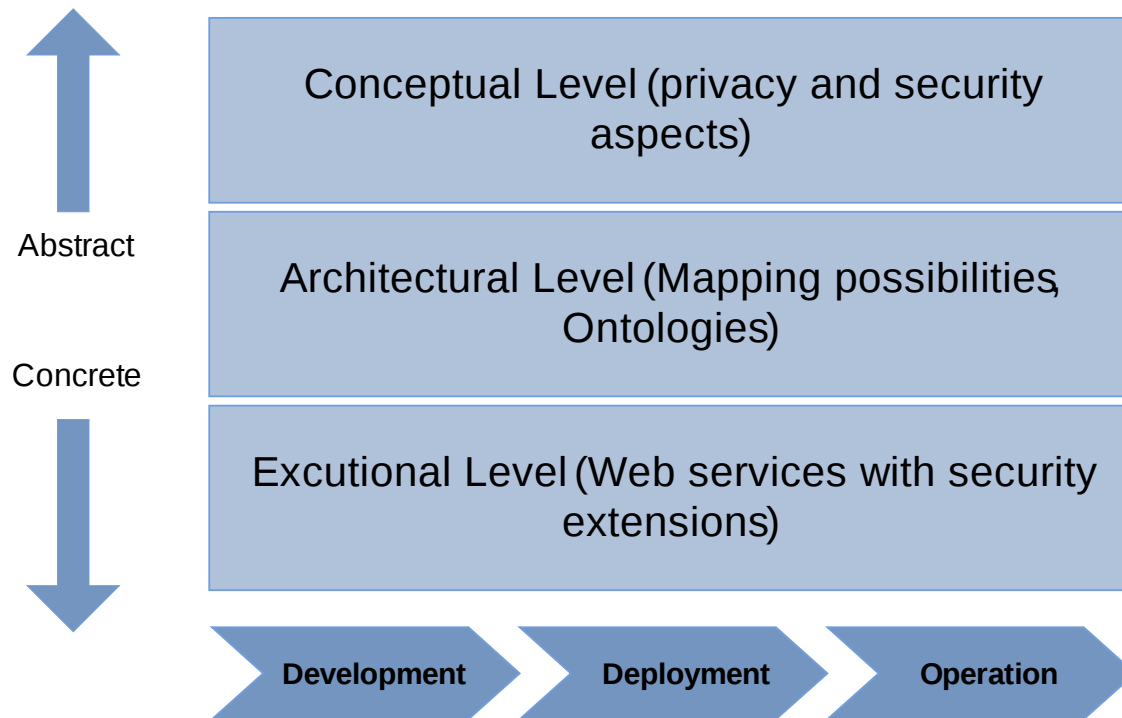 Conceptual Level (privacy and security
aspects)
Abstract
Architectural Level (Mapping possibilities,
Ontologies)
Concrete
Excutional Level (Web services with security
extensions)
Development
Deployment
Operation